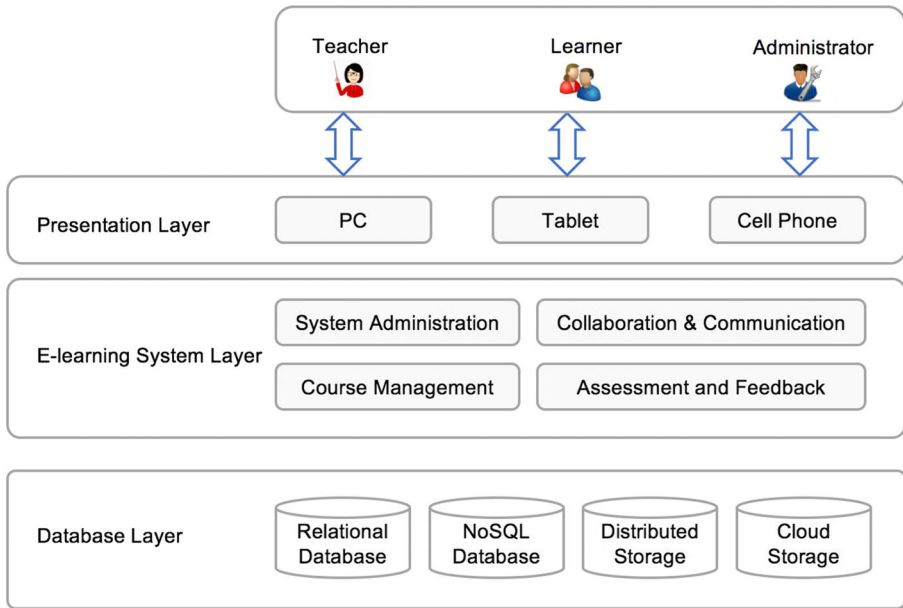 Teacher
Learner
Administrator
Presentation Layer
PC
Tablet
Cell Phone
E-learning System Layer
System Administration
Collaboration & Communication
Course Management
Assessment and Feedback
Database Layer
Relational
Database
NoSQL
Database
Distributed
Storage
Cloud
Storage